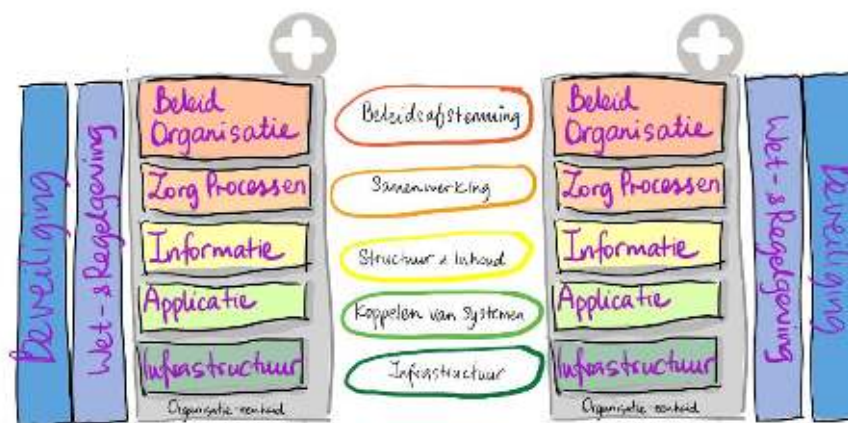 Beveiliging
Wet- & Regelgeving
Beleid
Organisatie
Zorg Processen
Informatie
Applicatie
Infrastructuur
Organisatie-eenheid
Beleidsafstemming
Samenwerking
Structuur & Inhoud
Koppelen van Systemen
Infrastructuur
Beleid
Organisatie
Zorg Processen
Informatie
Applicatie
Infrastructuur
Organisatie-eenheid
Wet- & Regelgeving
Beveiliging